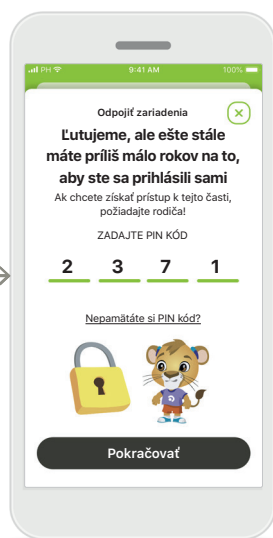 PH 9:41 AM 100%
Odpojiť zariadenia
Ľutujeme, ale ešte stále
máte príliš málo rokov na to,
aby ste sa prihlásili sami
Ak chcete získať prístup k tejto časti,
požiadajte rodiča!
ZADAJTE PIN KÓD
2 3 7 1
Nepamätáte si PIN kód?
Pokračovať